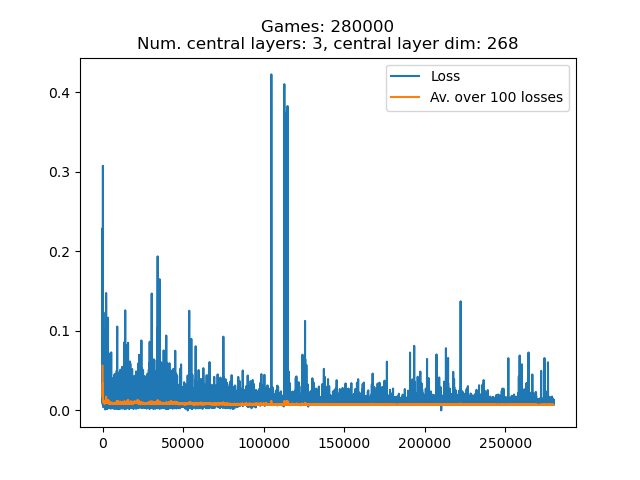 Games: 280000
Num. central layers: 3, central layer dim: 268
Loss
Av. over 100 losses
0.4
0.3
0.2
0.1
0.0
0 50000 100000 150000 200000 250000